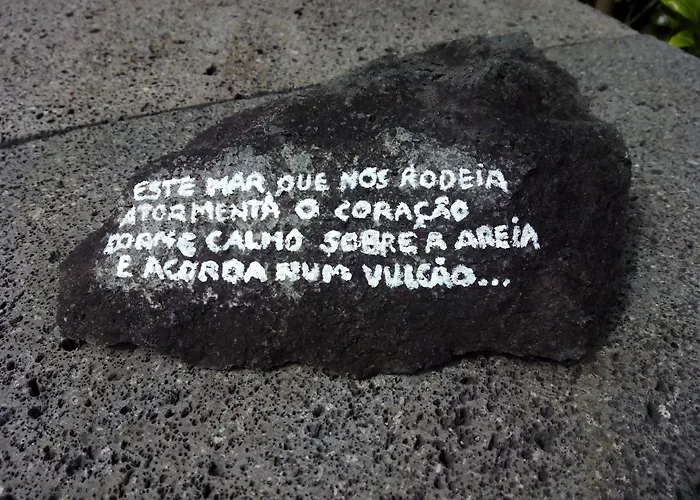 ESTE MAR QUE NOS RODEIA
ATORMENTA O CORAÇÃO
DORME CALMO SOBRE A AREIA
E ACORDA NUM VULCÃO...